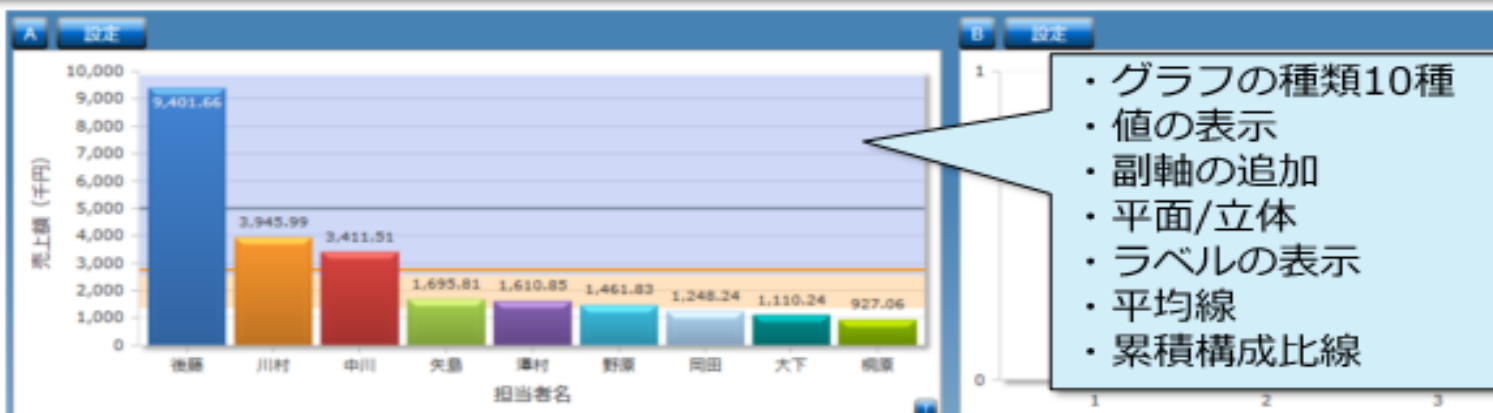 A 設定
10,000
9,000
8,000
7,000
6,000
5,000
4,000
3,000
2,000
1,000
0
売上額（千円）
9,401.66
3,945.99
3,411.51
1,695.81
1,610.85
1,461.83
1,248.24
1,110.24
927.06
後藤 川村 中川 矢島 澤村 野原 岡田 大下 桐原
担当者名
B 設定
1
0
1 2 3
・グラフの種類10種
・値の表示
・副軸の追加
・平面/立体
・ラベルの表示
・平均線
・累積構成比線